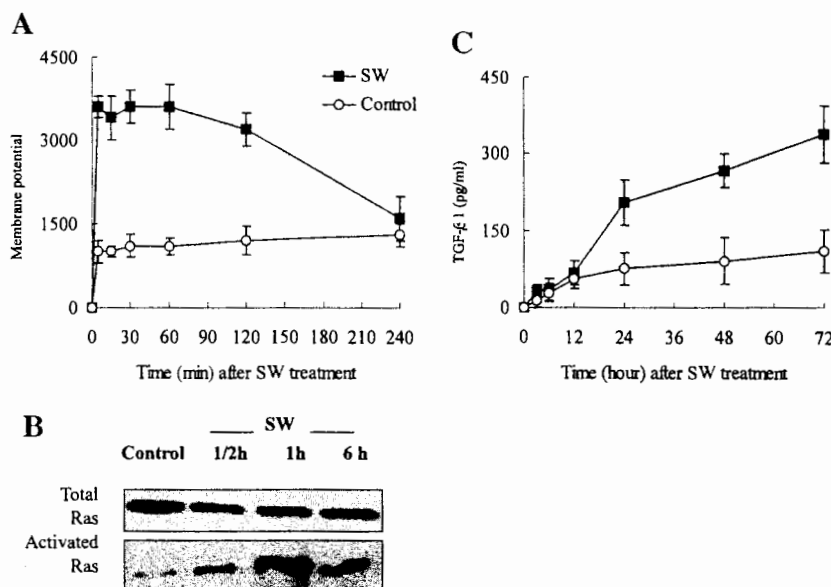 A
4500
3000
1500
0
Membrane potential
SW
Control
0 30 60 90 120 150 180 210 240
Time (min) after SW treatment
C
450
300
150
0
TGF-β 1 (pg/ml)
0 12 24 36 48 60 72
Time (hour) after SW treatment
B
SW
Control 1/2h 1h 6 h
Total
Ras
Activated
Ras